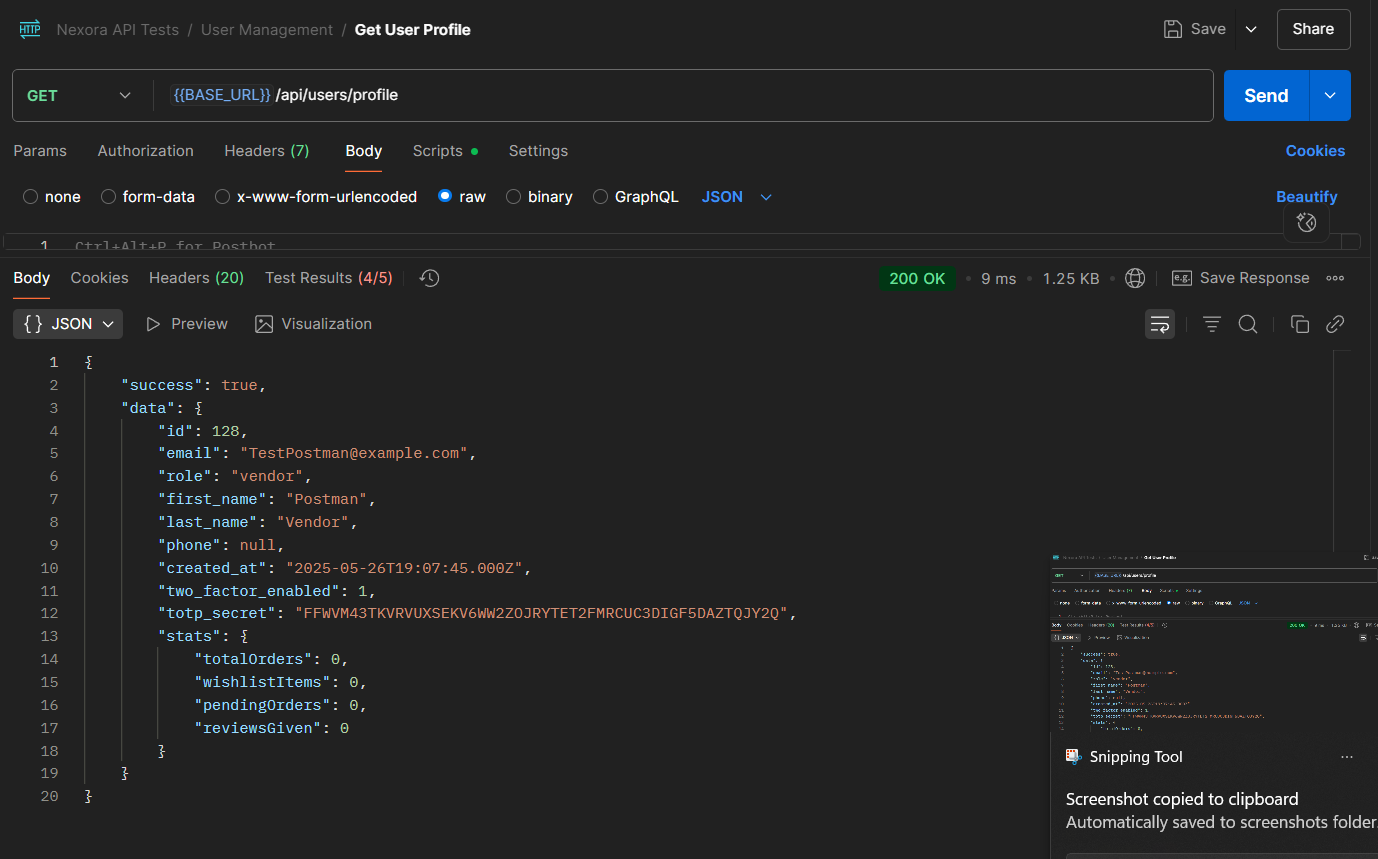 HTTP Nexora API Tests / User Management / Get User Profile Save Share
GET {{BASE_URL}} /api/users/profile Send
Params Authorization Headers (7) Body Scripts Settings Cookies
none form-data x-www-form-urlencoded raw binary GraphQL JSON Beautify
1 Ctrl+Alt+P for Postbot
Body Cookies Headers (20) Test Results (4/5) 200 OK • 9 ms • 1.25 KB • e.g. Save Response
{} JSON Preview Visualization
1 {
2 "success": true,
3 "data": {
4 "id": 128,
5 "email": "TestPostman@example.com",
6 "role": "vendor",
7 "first_name": "Postman",
8 "last_name": "Vendor",
9 "phone": null,
10 "created_at": "2025-05-26T19:07:45.000Z",
11 "two_factor_enabled": 1,
12 "totp_secret": "FFWVM43TKVRVUXSEKV6WW2ZOJRYTET2FMRCUC3DIGF5DAZTQJY2Q",
13 "stats": {
14 "totalOrders": 0,
15 "wishlistItems": 0,
16 "pendingOrders": 0,
17 "reviewsGiven": 0
18 }
19 }
20 }
Snipping Tool
Screenshot copied to clipboard
Automatically saved to screenshots folder.